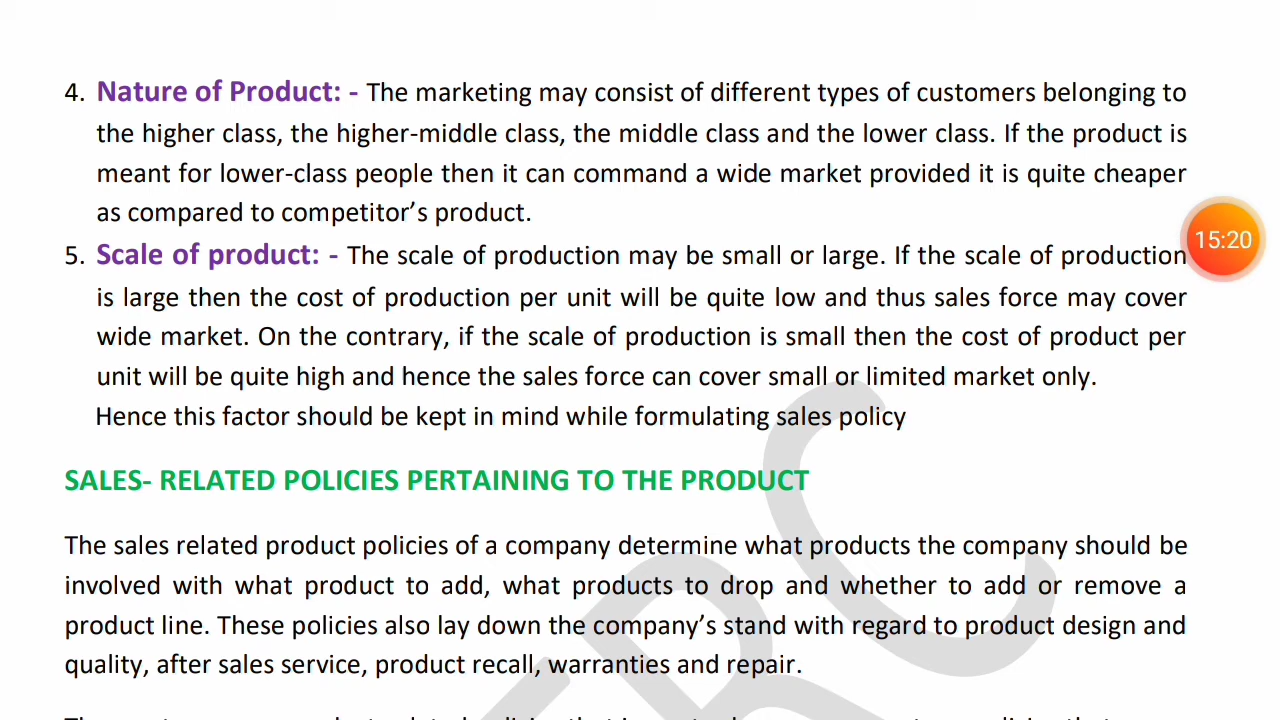 4. Nature of Product: - The marketing may consist of different types of customers belonging to
the higher class, the higher-middle class, the middle class and the lower class. If the product is
meant for lower-class people then it can command a wide market provided it is quite cheaper
as compared to competitor’s product.
15:20
5. Scale of product: - The scale of production may be small or large. If the scale of production
is large then the cost of production per unit will be quite low and thus sales force may cover
wide market. On the contrary, if the scale of production is small then the cost of product per
unit will be quite high and hence the sales force can cover small or limited market only.
Hence this factor should be kept in mind while formulating sales policy
SALES- RELATED POLICIES PERTAINING TO THE PRODUCT
The sales related product policies of a company determine what products the company should be
involved with what product to add, what products to drop and whether to add or remove a
product line. These policies also lay down the company’s stand with regard to product design and
quality, after sales service, product recall, warranties and repair.